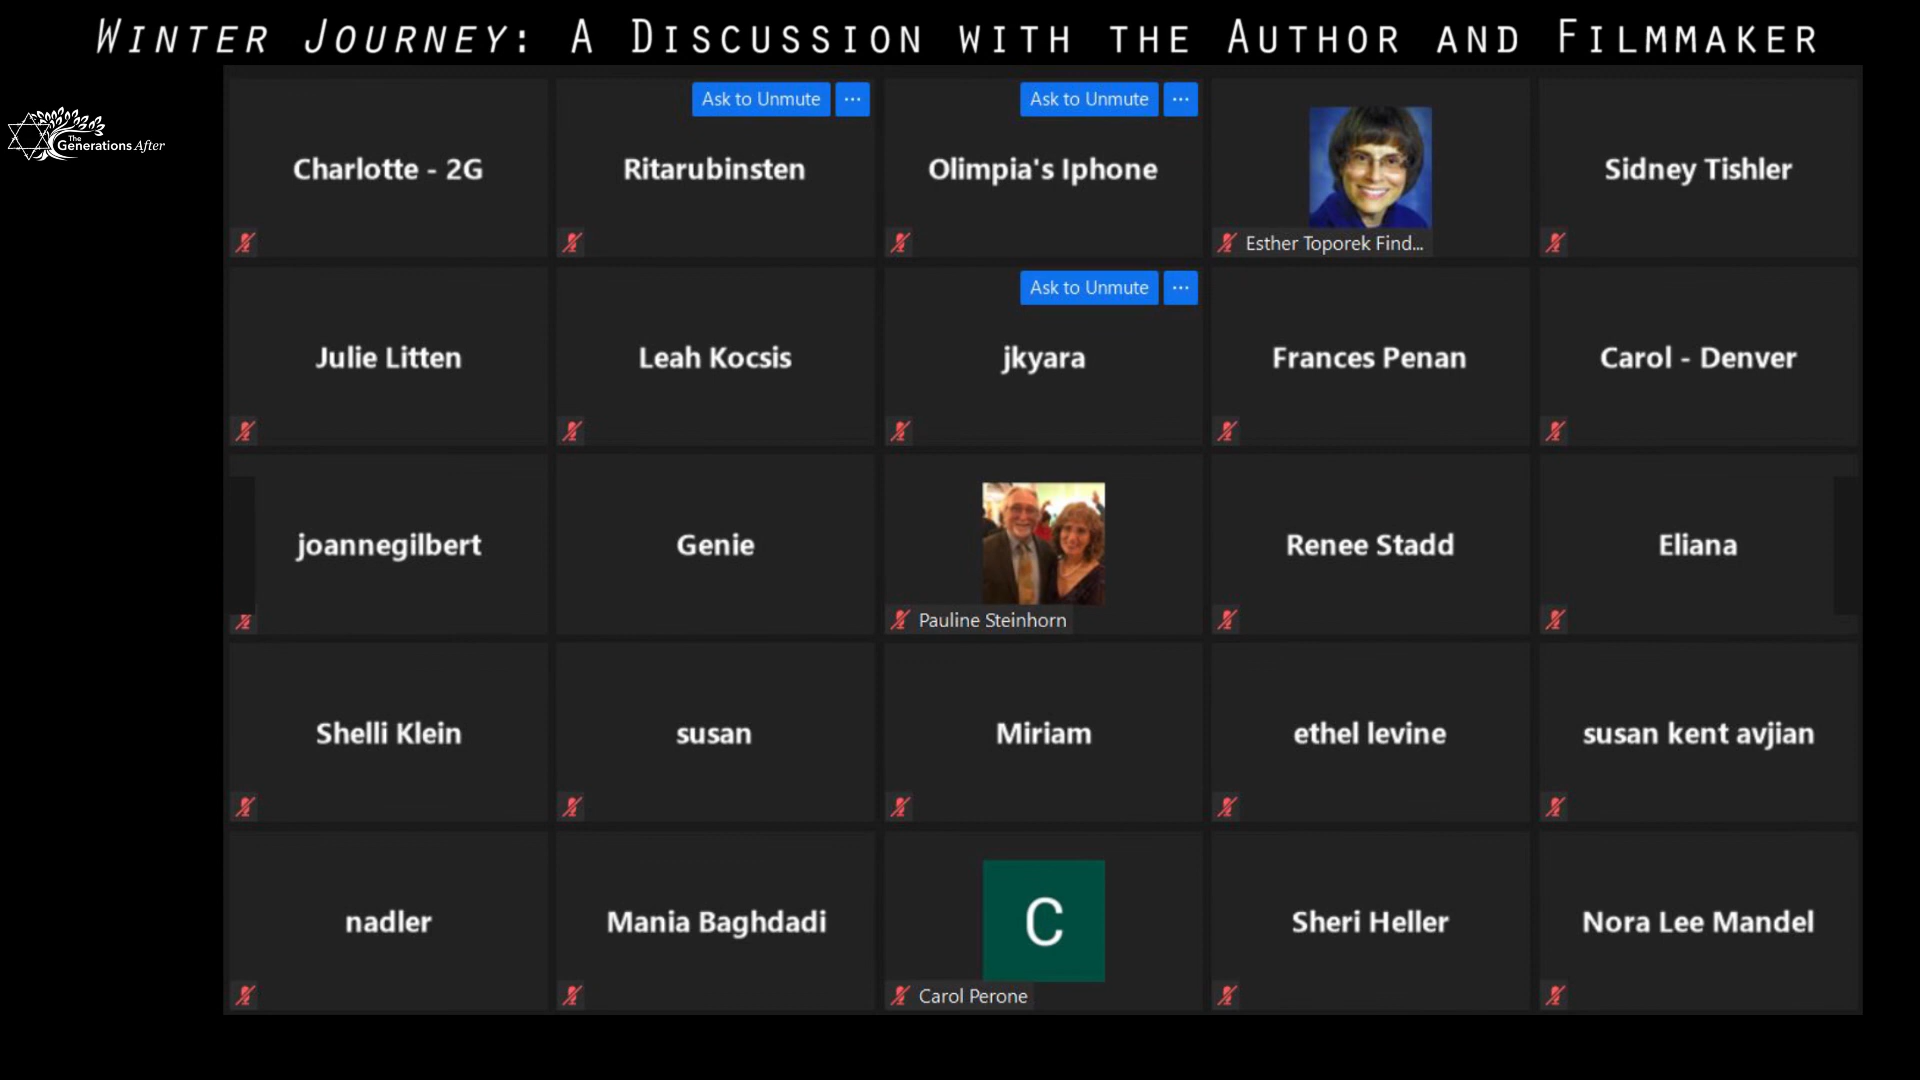 WINTER JOURNEY: A DISCUSSION WITH THE AUTHOR AND FILMMAKER
The
Generations After
Ask to Unmute ...
Ask to Unmute ...
Charlotte - 2G
Ritarubinsten
Olimpia's Iphone
Esther Toporek Find...
Sidney Tishler
Ask to Unmute ...
Julie Litten
Leah Kocsis
jkyara
Frances Penan
Carol - Denver
joannegilbert
Genie
Pauline Steinhorn
Renee Stadd
Eliana
Shelli Klein
susan
Miriam
ethel levine
susan kent avjian
nadler
Mania Baghdadi
C
Carol Perone
Sheri Heller
Nora Lee Mandel